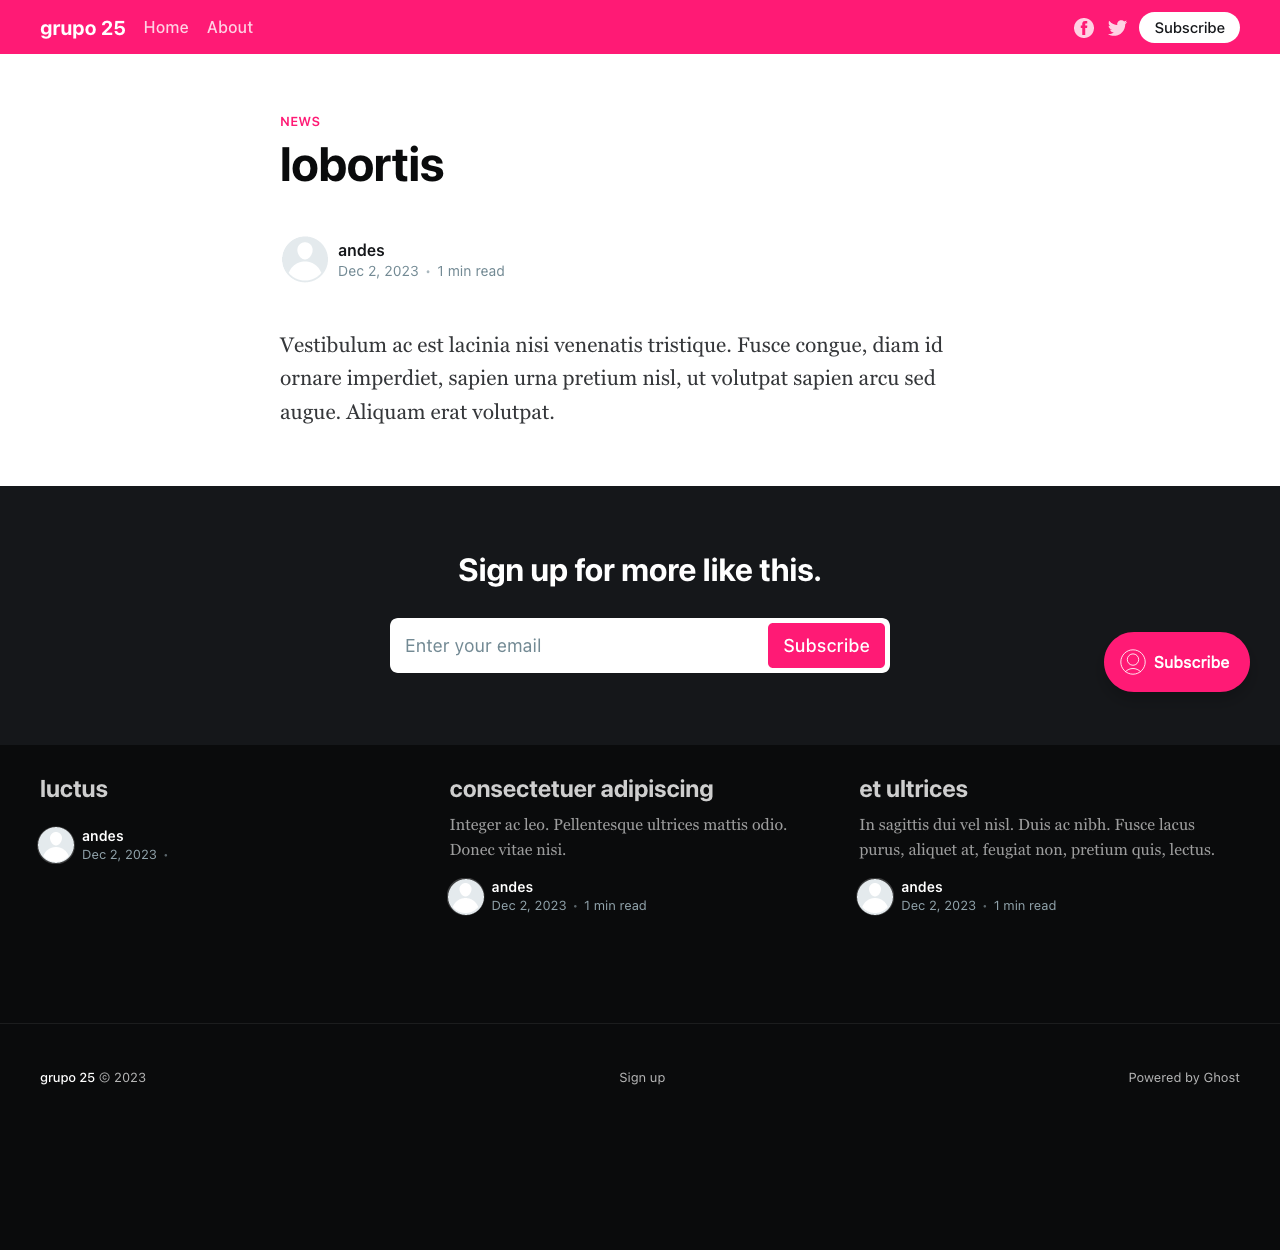 grupo 25 Home About Subscribe
NEWS
lobortis
andes
Dec 2, 2023 • 1 min read
Vestibulum ac est lacinia nisi venenatis tristique. Fusce congue, diam id
ornare imperdiet, sapien urna pretium nisl, ut volutpat sapien arcu sed
augue. Aliquam erat volutpat.
Sign up for more like this.
Enter your email Subscribe
Subscribe
luctus
andes
Dec 2, 2023 •
consectetuer adipiscing
Integer ac leo. Pellentesque ultrices mattis odio.
Donec vitae nisi.
andes
Dec 2, 2023 • 1 min read
et ultrices
In sagittis dui vel nisl. Duis ac nibh. Fusce lacus
purus, aliquet at, feugiat non, pretium quis, lectus.
andes
Dec 2, 2023 • 1 min read
grupo 25 © 2023 Sign up Powered by Ghost